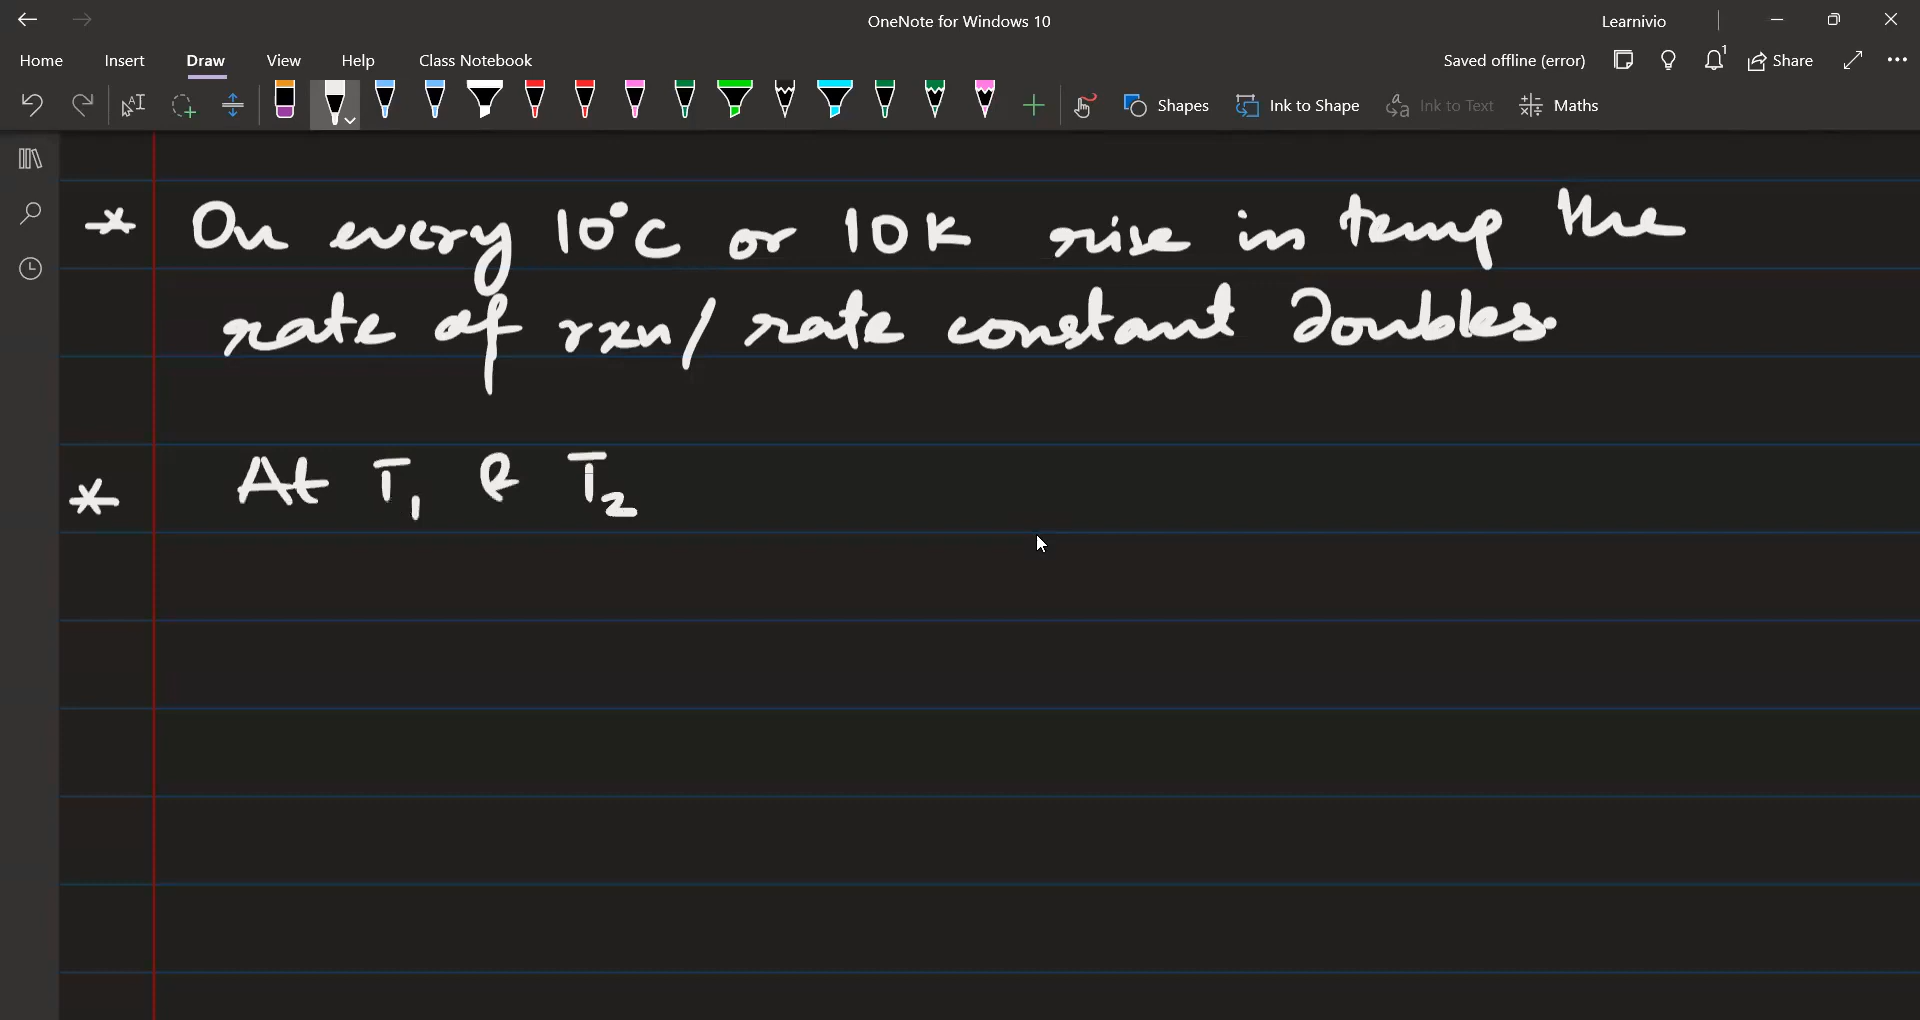 OneNote for Windows 10
Learnivio
Home Insert Draw View Help Class Notebook
Saved offline (error) 1 Share
Shapes Ink to Shape Ink to Text Maths
* On every 10°C or 10K rise in temp the
rate of rxn/ rate constant doubles.
* At T₁ & T₂